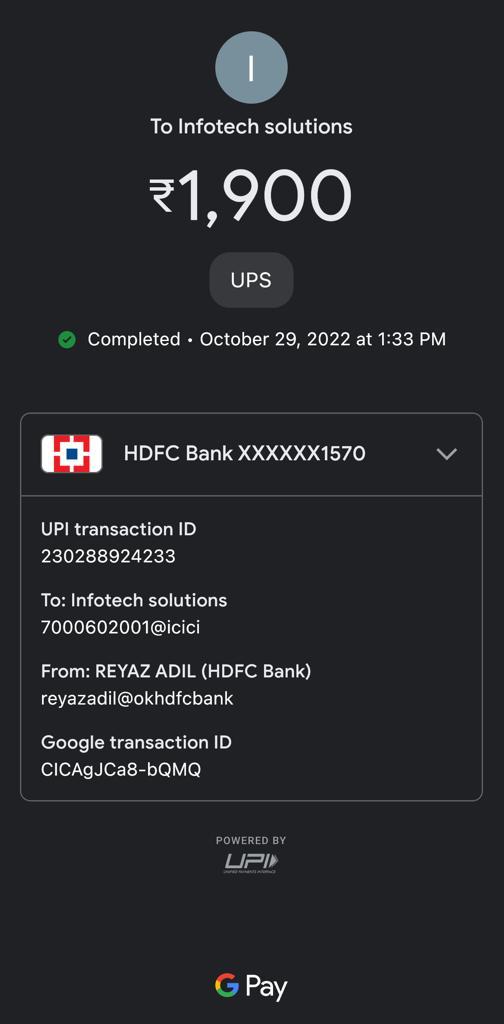 I
To Infotech solutions
₹1,900
UPS
Completed • October 29, 2022 at 1:33 PM
HDFC Bank XXXXXX1570
UPI transaction ID
230288924233
To: Infotech solutions
7000602001@icici
From: REYAZ ADIL (HDFC Bank)
reyazadil@okhdfcbank
Google transaction ID
CICAgJCa8-bQMQ
POWERED BY
UPI
UNIFIED PAYMENTS INTERFACE
G Pay